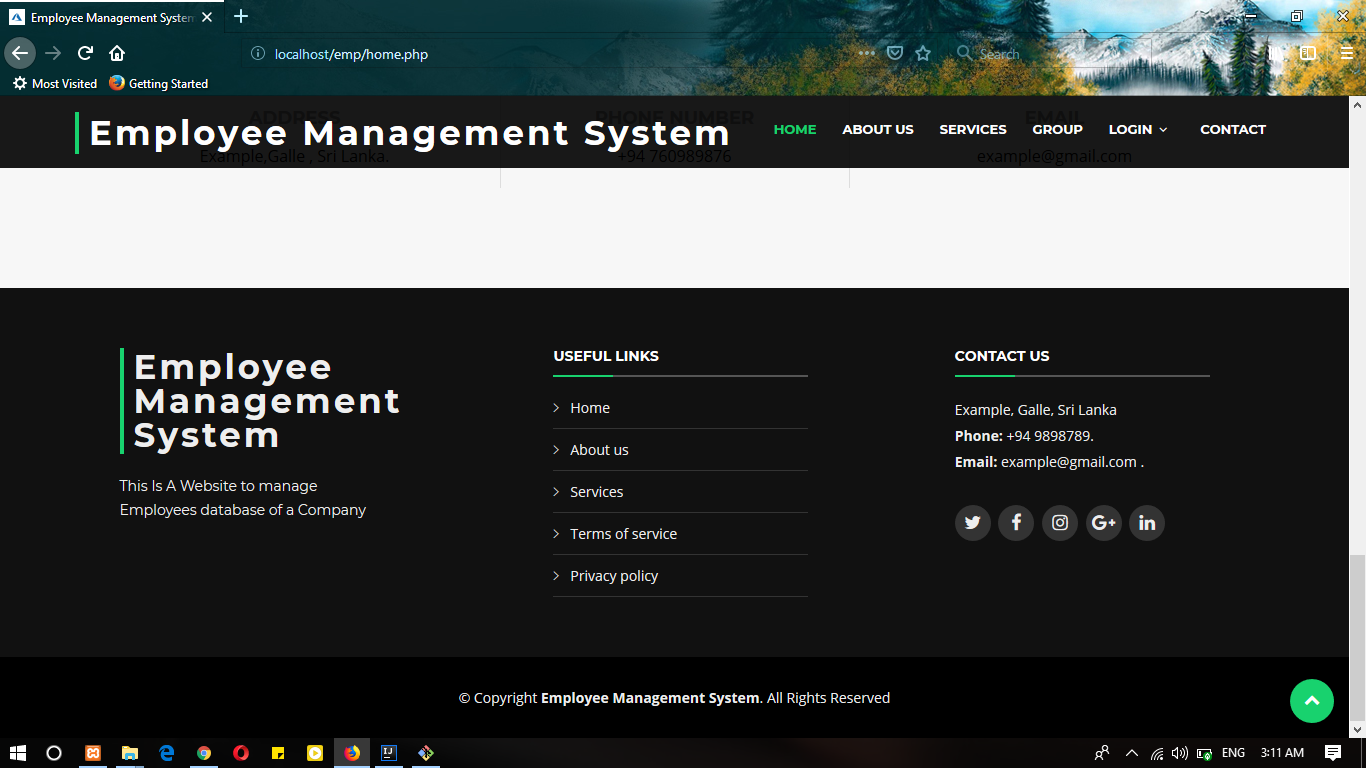 Employee Management System
localhost/emp/home.php
Search
Most Visited
Getting Started
ADDRESS
PHONE NUMBER
EMAIL
Employee Management System
HOME
ABOUT US
SERVICES
GROUP
LOGIN
CONTACT
Example,Galle , Sri Lanka.
+94 760989876
example@gmail.com
Employee
Management
System
This Is A Website to manage
Employees database of a Company
USEFUL LINKS
Home
About us
Services
Terms of service
Privacy policy
CONTACT US
Example, Galle, Sri Lanka
Phone: +94 9898789.
Email: example@gmail.com .
© Copyright Employee Management System. All Rights Reserved
ENG
3:11 AM